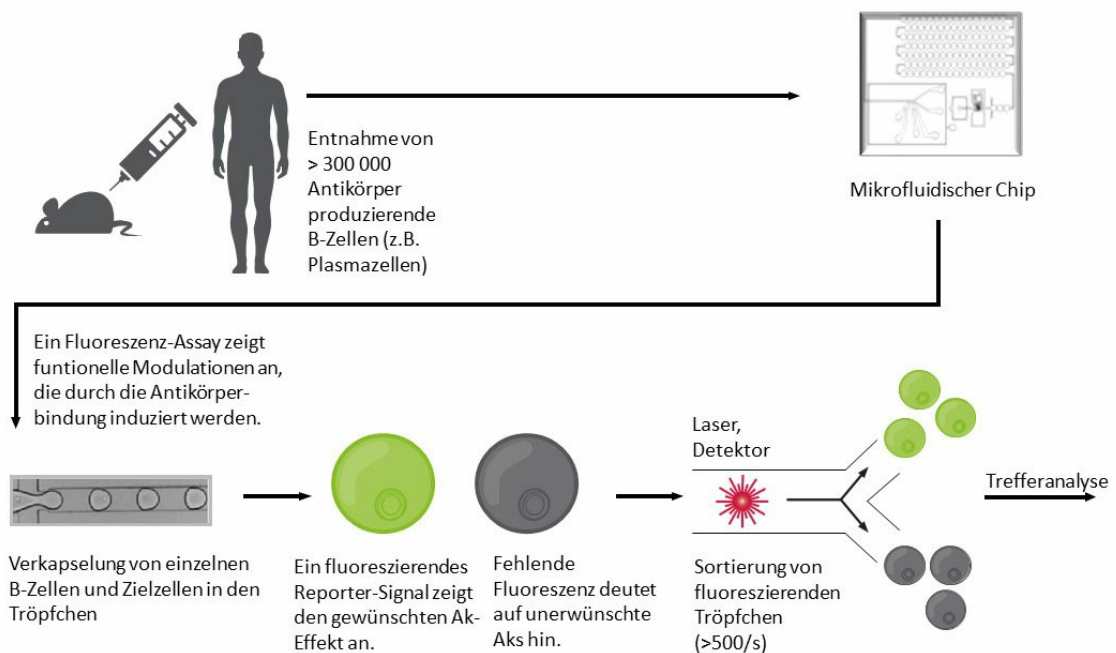 Entnahme von
> 300 000
Antikörper
produzierende
B-Zellen (z.B.
Plasmazellen)
Mikrofluidischer Chip
Ein Fluoreszenz-Assay zeigt
funtionelle Modulationen an,
die durch die Antikörper-
bindung induziert werden.
Verkapselung von einzelnen
B-Zellen und Zielzellen in den
Tröpfchen
Ein fluoreszierendes
Reporter-Signal zeigt
den gewünschten Ak-
Effekt an.
Fehlende
Fluoreszenz deutet
auf unerwünschte
Aks hin.
Laser,
Detektor
Sortierung von
fluoreszierenden
Tröpfchen
(>500/s)
Trefferanalyse